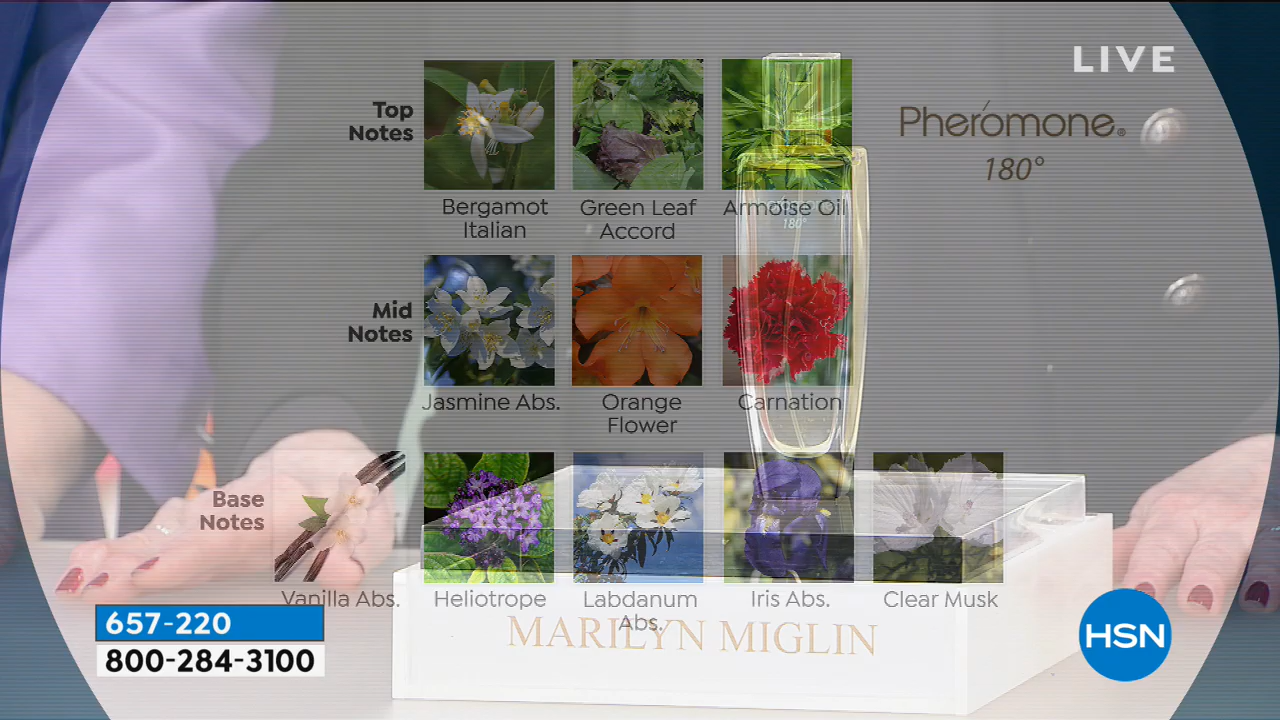 LIVE
Pheromone®
180°
Top
Notes
Bergamot
Italian
Green Leaf
Accord
Armoise Oil
180°
Mid
Notes
Jasmine Abs.
Orange
Flower
Carnation
Base
Notes
Vanilla Abs.
Heliotrope
Labdanum
Abs.
Iris Abs.
Clear Musk
MARILYN MIGLIN
657-220
800-284-3100
HSN